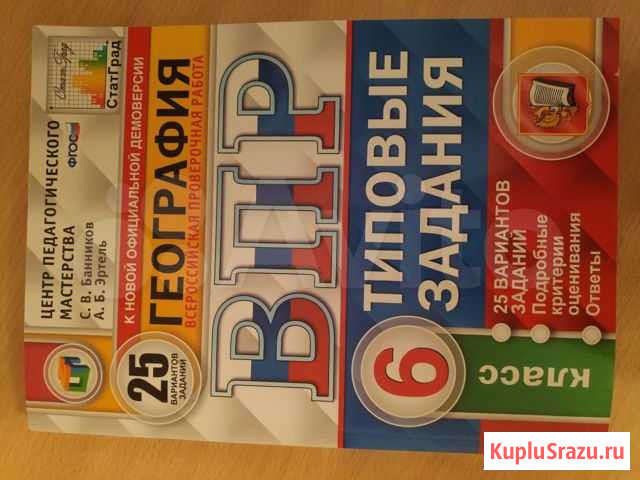 ЦЕНТР ПЕДАГОГИЧЕСКОГО
МАСТЕРСТВА
С. В. Банников
А. Б. Эртель
ФГОС
СтатГрад
К НОВОЙ ОФИЦИАЛЬНОЙ ДЕМОВЕРСИИ
ГЕОГРАФИЯ
ВСЕРОССИЙСКАЯ ПРОВЕРОЧНАЯ РАБОТА
25
ВАРИАНТОВ
ЗАДАНИЙ
ВПР
ТИПОВЫЕ
ЗАДАНИЯ
6
класс
25 ВАРИАНТОВ
ЗАДАНИЙ
Подробные
критерии
оценивания
Ответы
Avito
KupluSrazu.ru